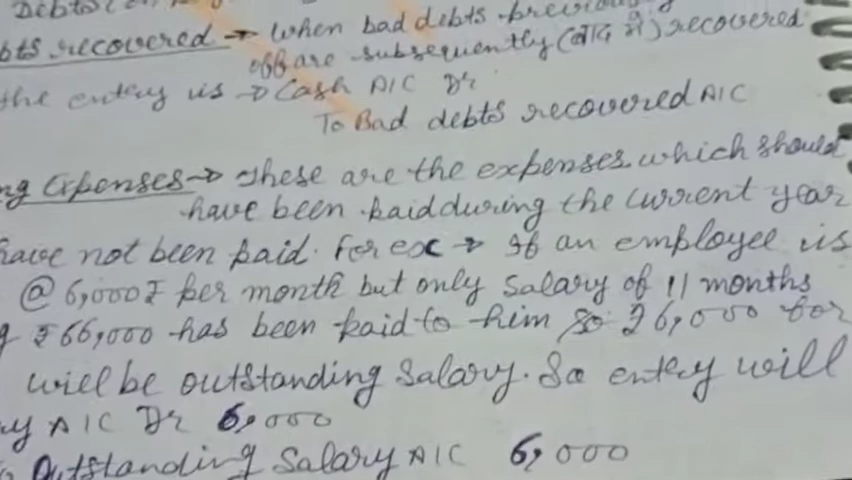 Debts
bts recovered → When bad debts previously
off are subsequently (बाद में) recovered
the entry is → Cash A/C Dr
To Bad debts recovered A/C
ng Expenses → These are the expenses which should
have been paid during the current year
have not been paid. For ex → If an employee is
@ 6,000₹ per month but only salary of 11 months
g ₹66,000 has been paid to him so ₹6,000 for
will be outstanding salary. So entry will
ry A/C Dr 6,000
To Outstanding Salary A/C 6,000